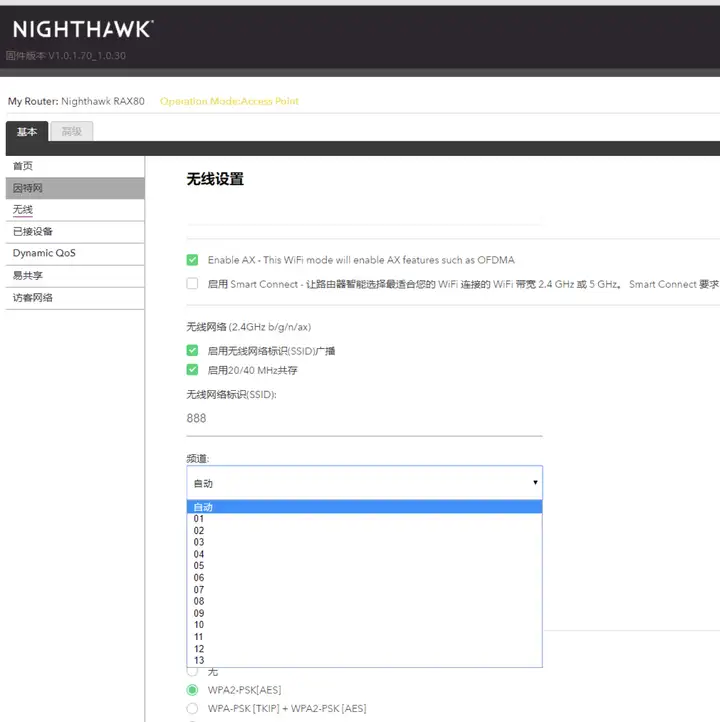 NIGHTHAWK
固件版本 V1.0.1.70_1.0.30
My Router: Nighthawk RAX80 Operation Mode:Access Point
基本 高级
首页
因特网
无线
已接设备
Dynamic QoS
易共享
访客网络
无线设置
Enable AX - This WiFi mode will enable AX features such as OFDMA
启用 Smart Connect - 让路由器智能选择最适合您的 WiFi 连接的 WiFi 带宽 2.4 GHz 或 5 GHz。 Smart Connect 要求
无线网络 (2.4GHz b/g/n/ax)
启用无线网络标识(SSID)广播
启用20/40 MHz共存
无线网络标识(SSID):
888
频道:
自动
自动
01
02
03
04
05
06
07
08
09
10
11
12
13
无
WPA2-PSK[AES]
WPA-PSK [TKIP] + WPA2-PSK [AES]